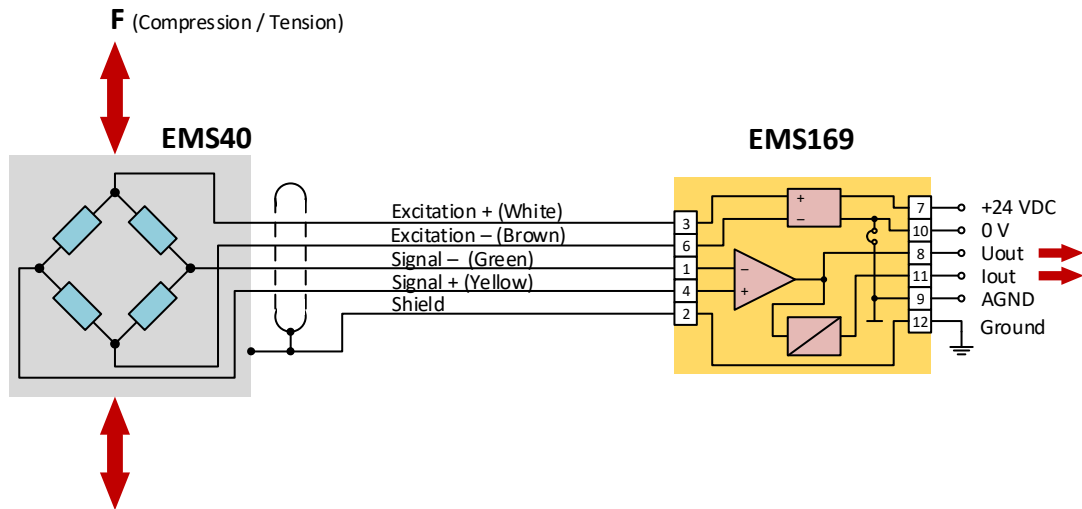 F (Compression / Tension)
EMS40
EMS169
Excitation + (White)
Excitation – (Brown)
Signal – (Green)
Signal + (Yellow)
Shield
3
6
1
4
2
+
–
–
+
7
10
8
11
9
12
+24 VDC
0 V
Uout
Iout
AGND
Ground